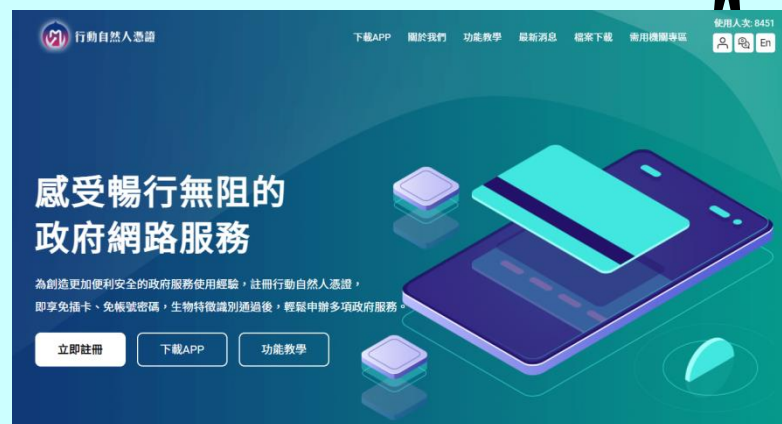 使用人次: 8451
行動自然人憑證
下載APP 關於我們 功能教學 最新消息 檔案下載 需用機關專區 En
感受暢行無阻的
政府網路服務
為創造更加便利安全的政府服務使用經驗，註冊行動自然人憑證，
即享免插卡、免帳號密碼，生物特徵識別通過後，輕鬆申辦多項政府服務。
立即註冊 下載APP 功能教學